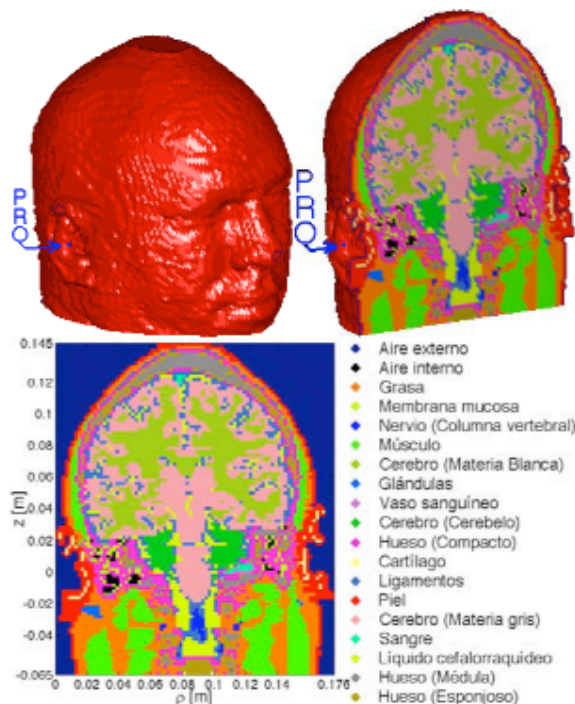 P
R
Q
P
R
Q
0.145
0.12
0.1
0.08
0.06
0.04
0.02
0
-0.02
-0.04
-0.065
z [m]
0 0.02 0.04 0.06 0.08 0.1 0.12 0.14 0.176
ρ [m]
Aire externo
Aire interno
Grasa
Membrana mucosa
Nervio (Columna vertebral)
Músculo
Cerebro (Materia Blanca)
Glándulas
Vaso sanguíneo
Cerebro (Cerebelo)
Hueso (Compacto)
Cartílago
Ligamentos
Piel
Cerebro (Materia gris)
Sangre
Líquido cefalorraquídeo
Hueso (Médula)
Hueso (Esponjoso)